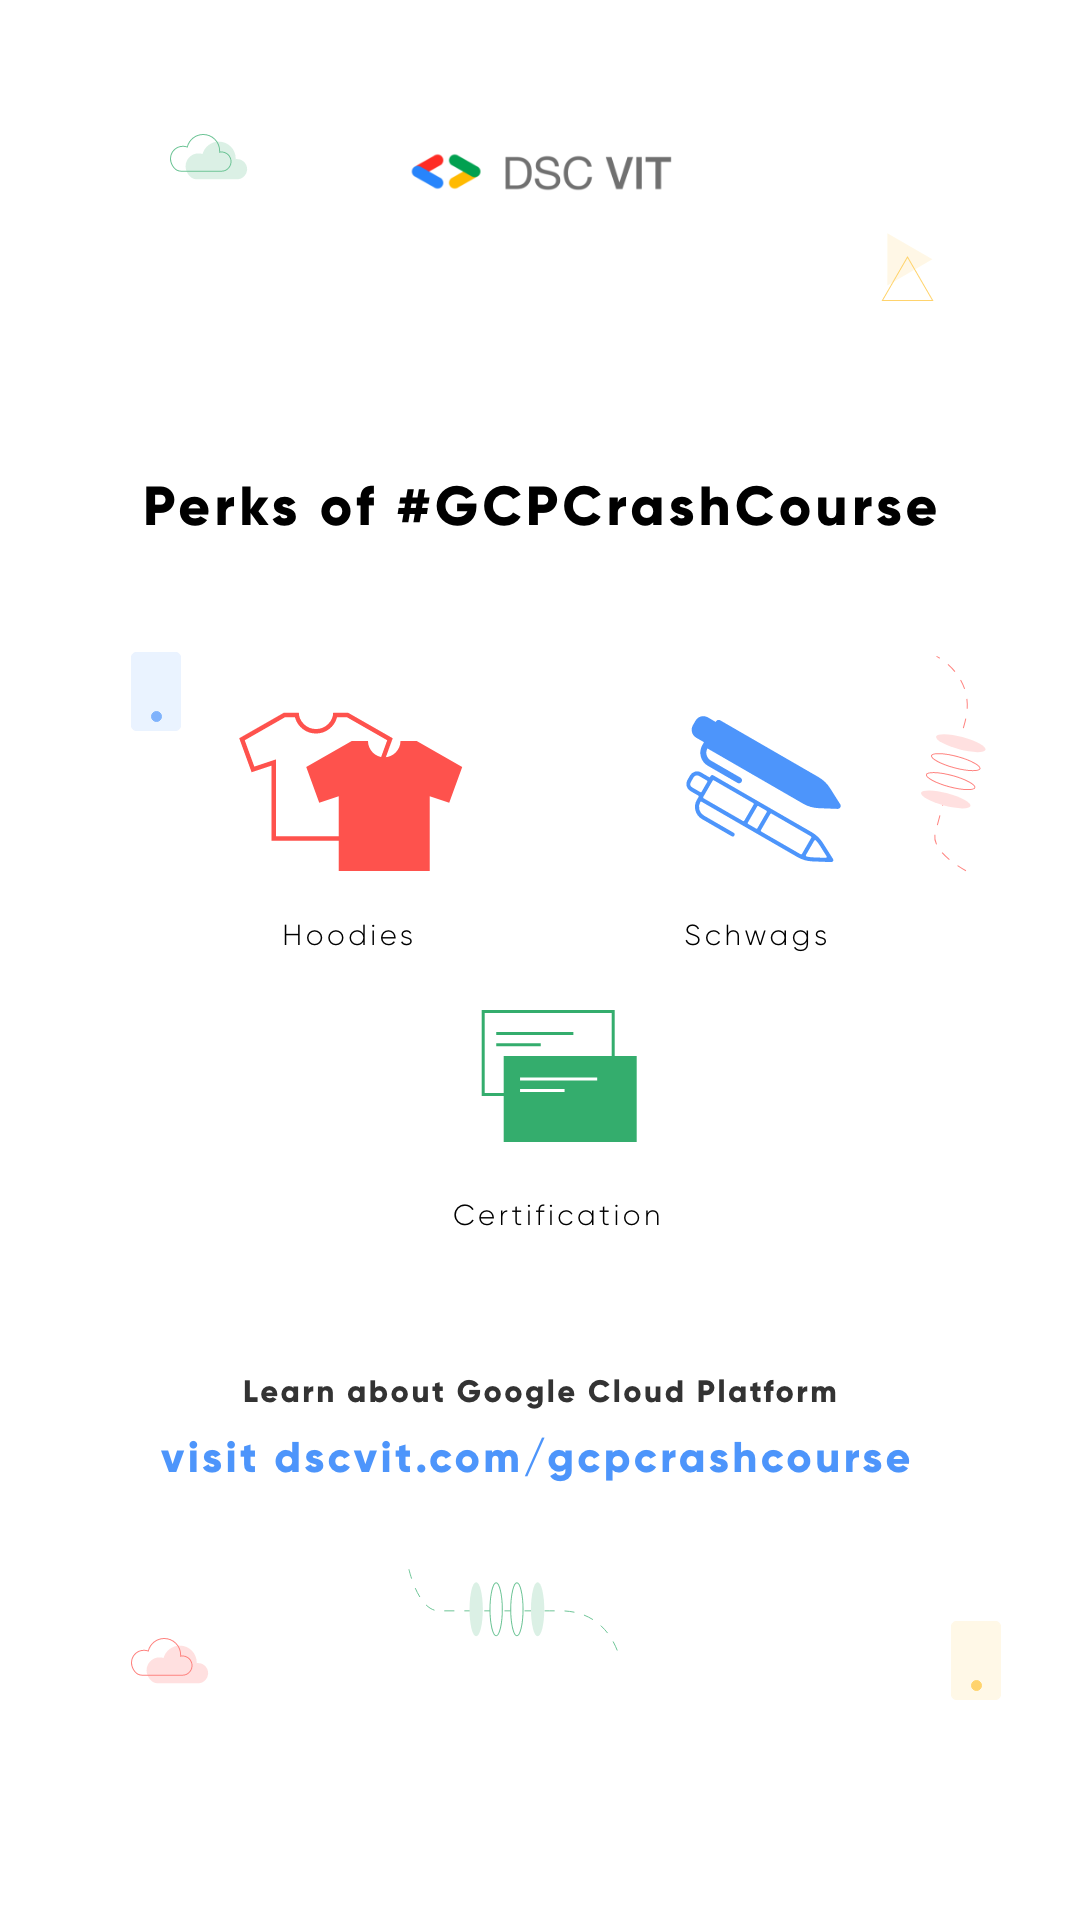 DSC VIT
Perks of #GCPCrashCourse
Hoodies
Schwags
Certification
Learn about Google Cloud Platform
visit dscvit.com/gcpcrashcourse